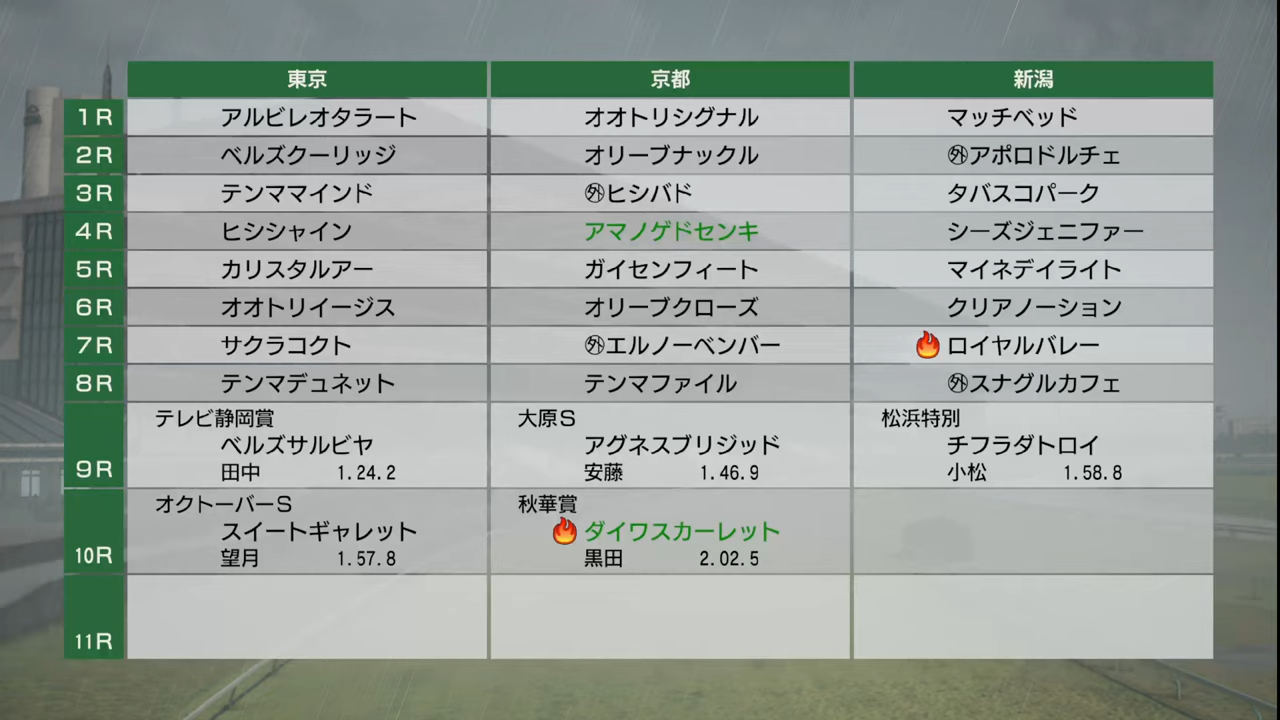 東京 京都 新潟
1R アルビレオタラート オオトリシグナル マッチベッド
2R ベルズクーリッジ オリーブナックル ㊕アポロドルチェ
3R テンママインド 外ヒシバド タバスコパーク
4R ヒシシャイン アマノゲドセンキ シーズジェニファー
5R カリスタルアー ガイセンフィート マイネデイライト
6R オオトリイージス オリーブクローズ クリアノーション
7R サクラコクト 外エルノーベンバー ロイヤルバレー
8R テンマデュネット テンマファイル 外スナグルカフェ
テレビ静岡賞 大原S 松浜特別
ベルズサルビヤ アグネスブリジッド チフラダトロイ
9R 田中 1.24.2 安藤 1.46.9 小松 1.58.8
オクトーバーS 秋華賞
スイートギャレット ダイワスカーレット
10R 望月 1.57.8 黒田 2.02.5
11R